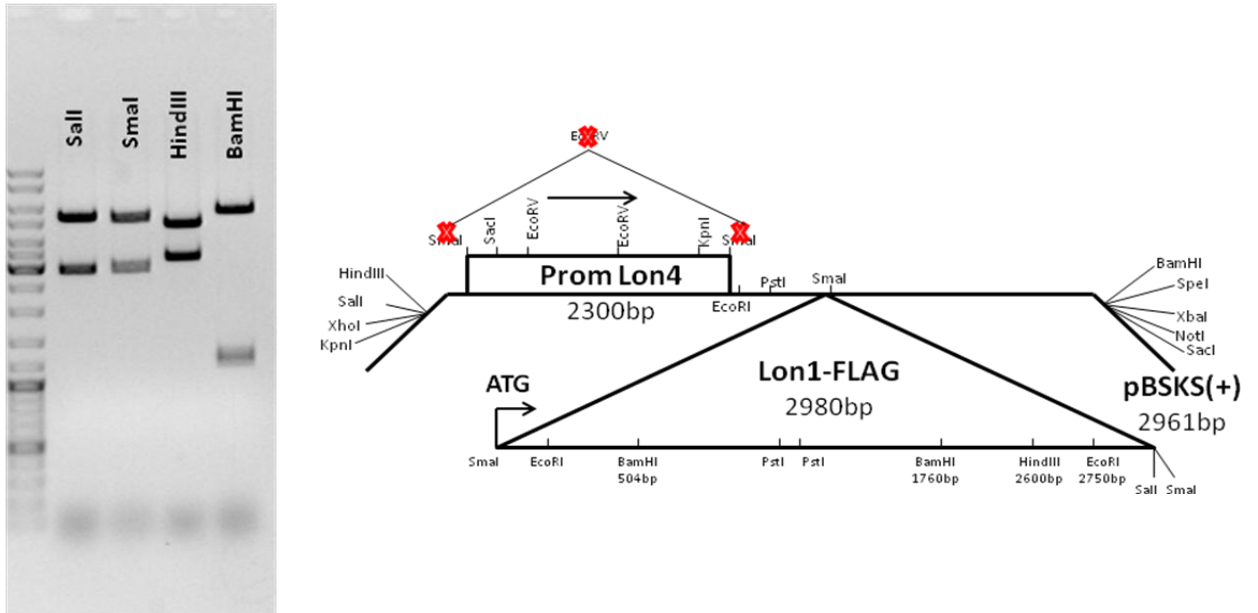 SalI
SmaI
HindIII
BamHI
EcoRV
SmaI
SacI
EcoRV
EcoRV
KpnI
SmaI
Prom Lon4
2300bp
HindIII
SalI
XhoI
KpnI
EcoRI
PstI
SmaI
BamHI
SpeI
XbaI
NotI
SacI
pBSKS(+)
2961bp
Lon1-FLAG
2980bp
ATG
SmaI
EcoRI
BamHI
504bp
PstI
PstI
BamHI
1760bp
HindIII
2600bp
EcoRI
2750bp
SalI
SmaI